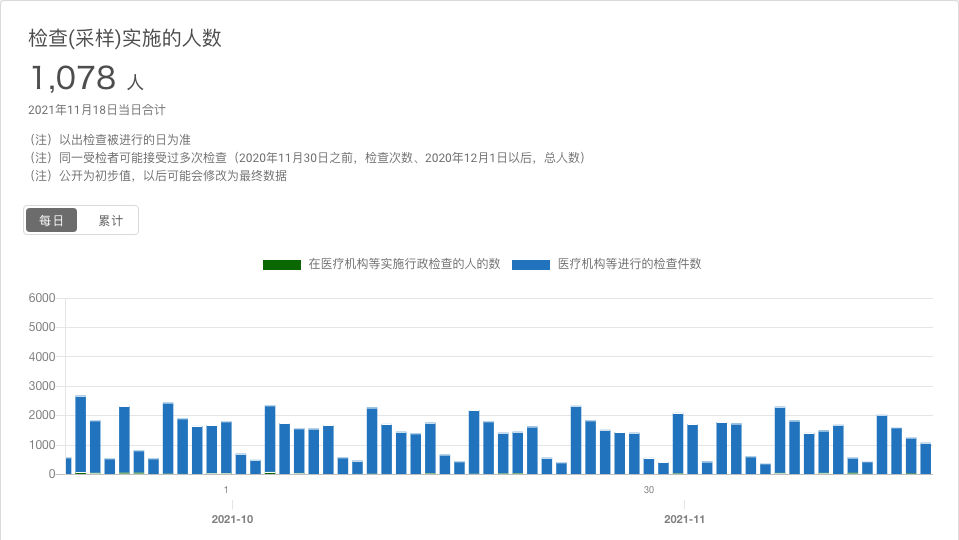 检查(采样)实施的人数
1,078 人
2021年11月18日当日合计
（注）以出检查被进行的日为准
（注）同一受检者可能接受过多次检查（2020年11月30日之前，检查次数、2020年12月1日以后，总人数）
（注）公开为初步值，以后可能会修改为最终数据
每日 累计
在医疗机构等实施行政检查的人的数 医疗机构等进行的检查件数
6000
5000
4000
3000
2000
1000
0
1 30
2021-10 2021-11